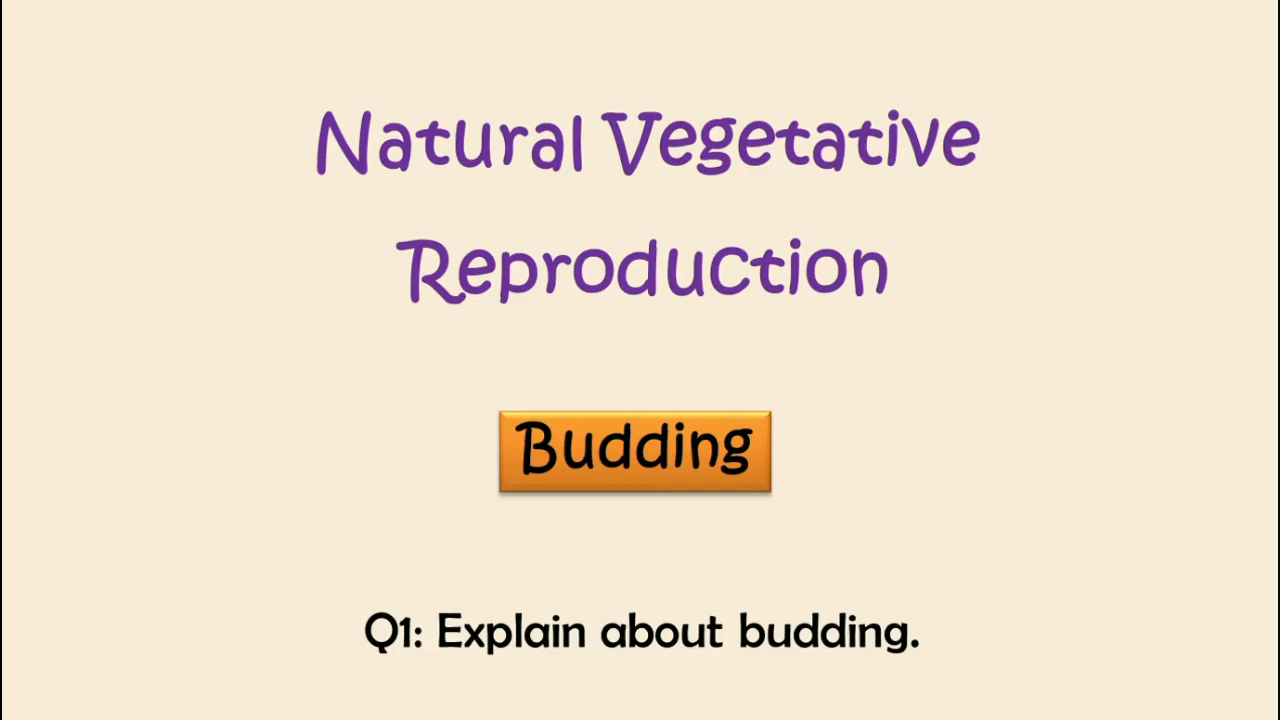 Natural Vegetative
Reproduction
Budding
Q1: Explain about budding.